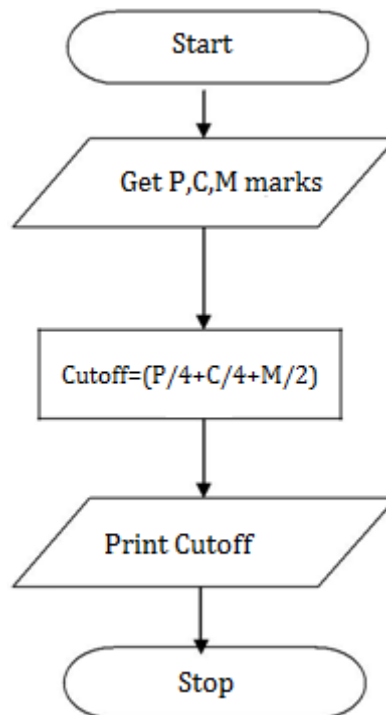 Start
Get P,C,M marks
Cutoff=(P/4+C/4+M/2)
Print Cutoff
Stop